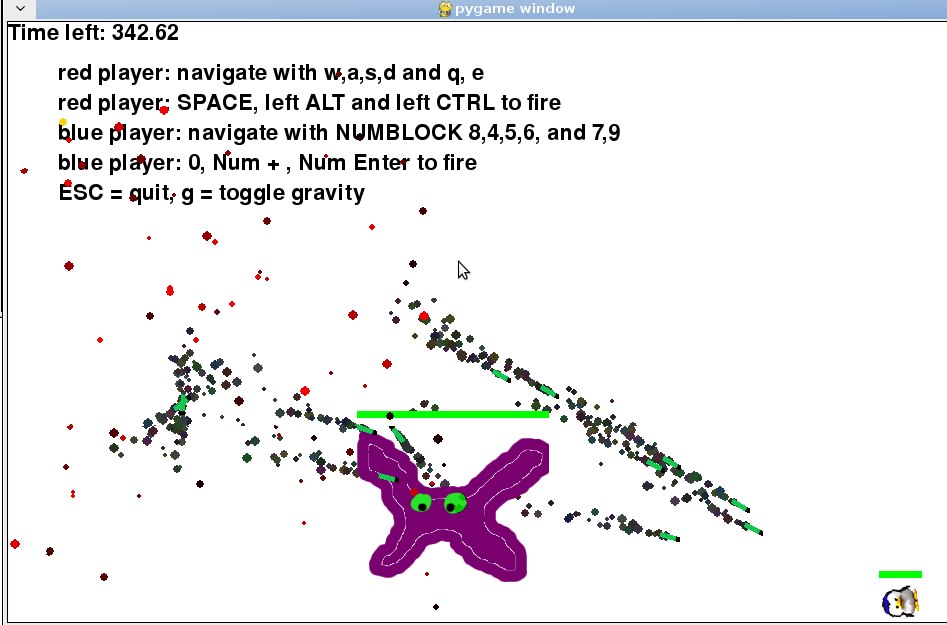 pygame window
Time left: 342.62
red player: navigate with w,a,s,d and q, e
red player: SPACE, left ALT and left CTRL to fire
blue player: navigate with NUMBLOCK 8,4,5,6, and 7,9
blue player: 0, Num + , Num Enter to fire
ESC = quit, g = toggle gravity